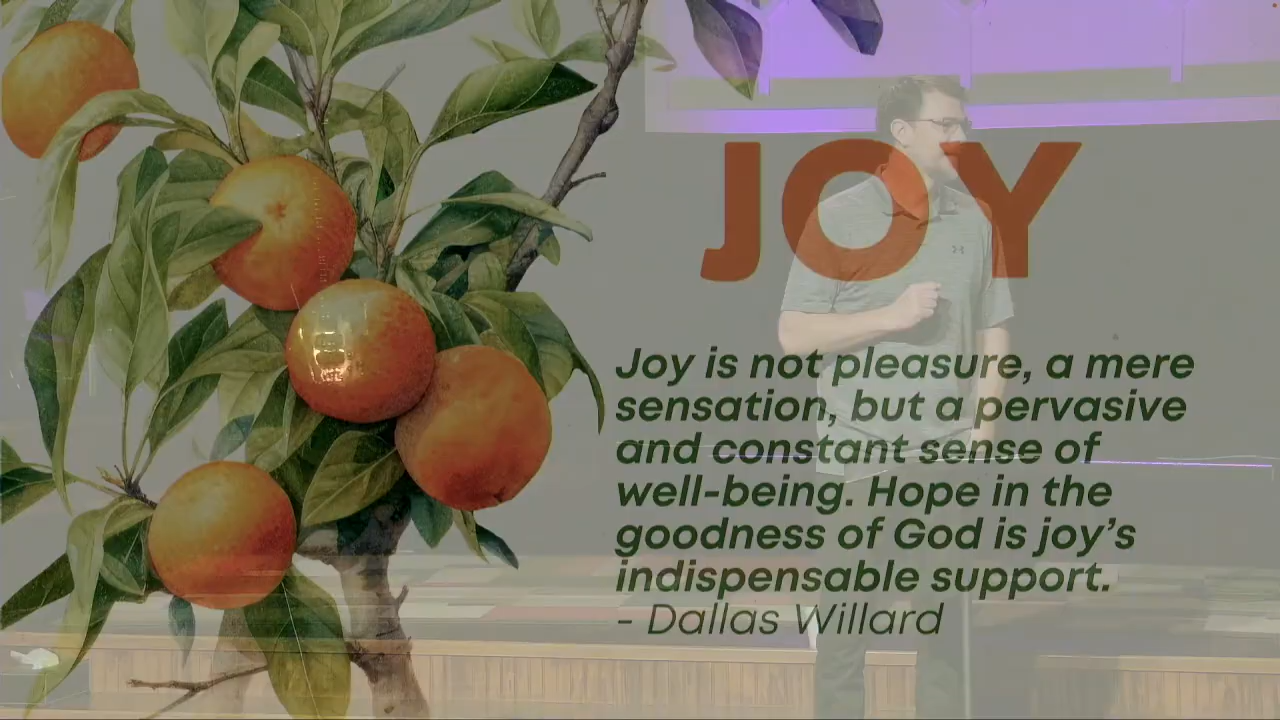 JOY
Joy is not pleasure, a mere
sensation, but a pervasive
and constant sense of
well-being. Hope in the
goodness of God is joy's
indispensable support.
- Dallas Willard